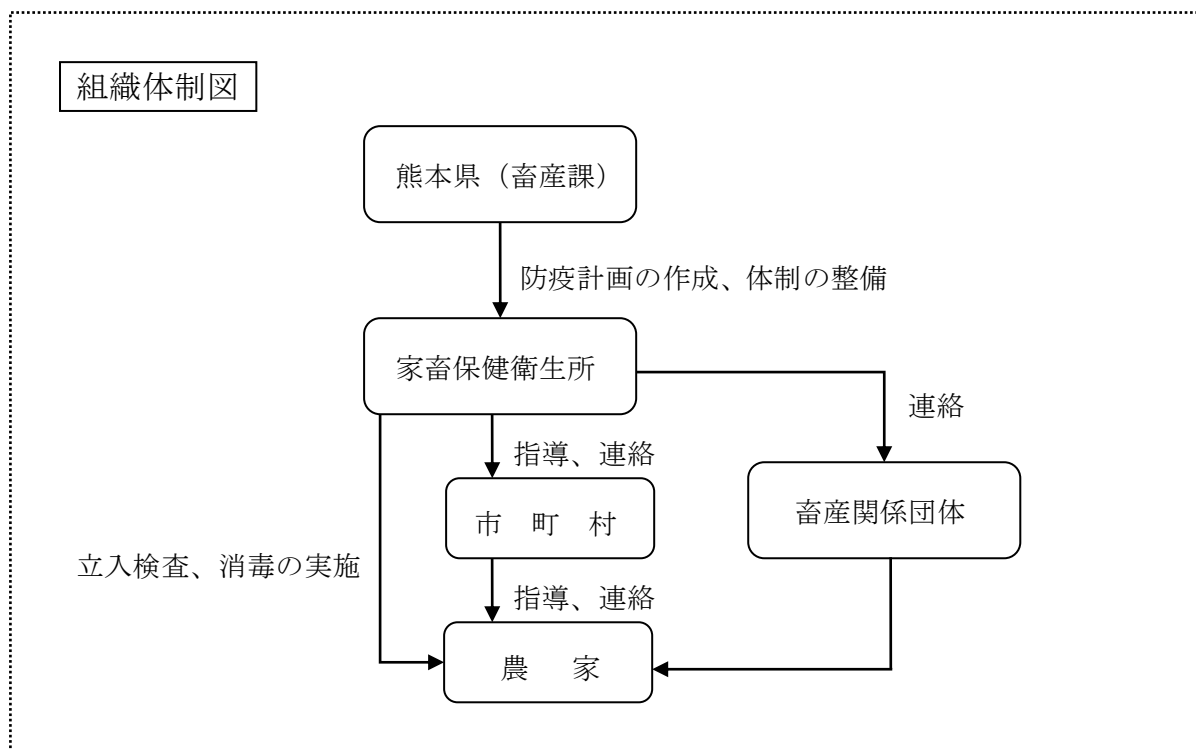 組織体制図
熊本県（畜産課）
防疫計画の作成、体制の整備
家畜保健衛生所
連絡
指導、連絡
市　町　村
畜産関係団体
立入検査、消毒の実施
指導、連絡
農　家